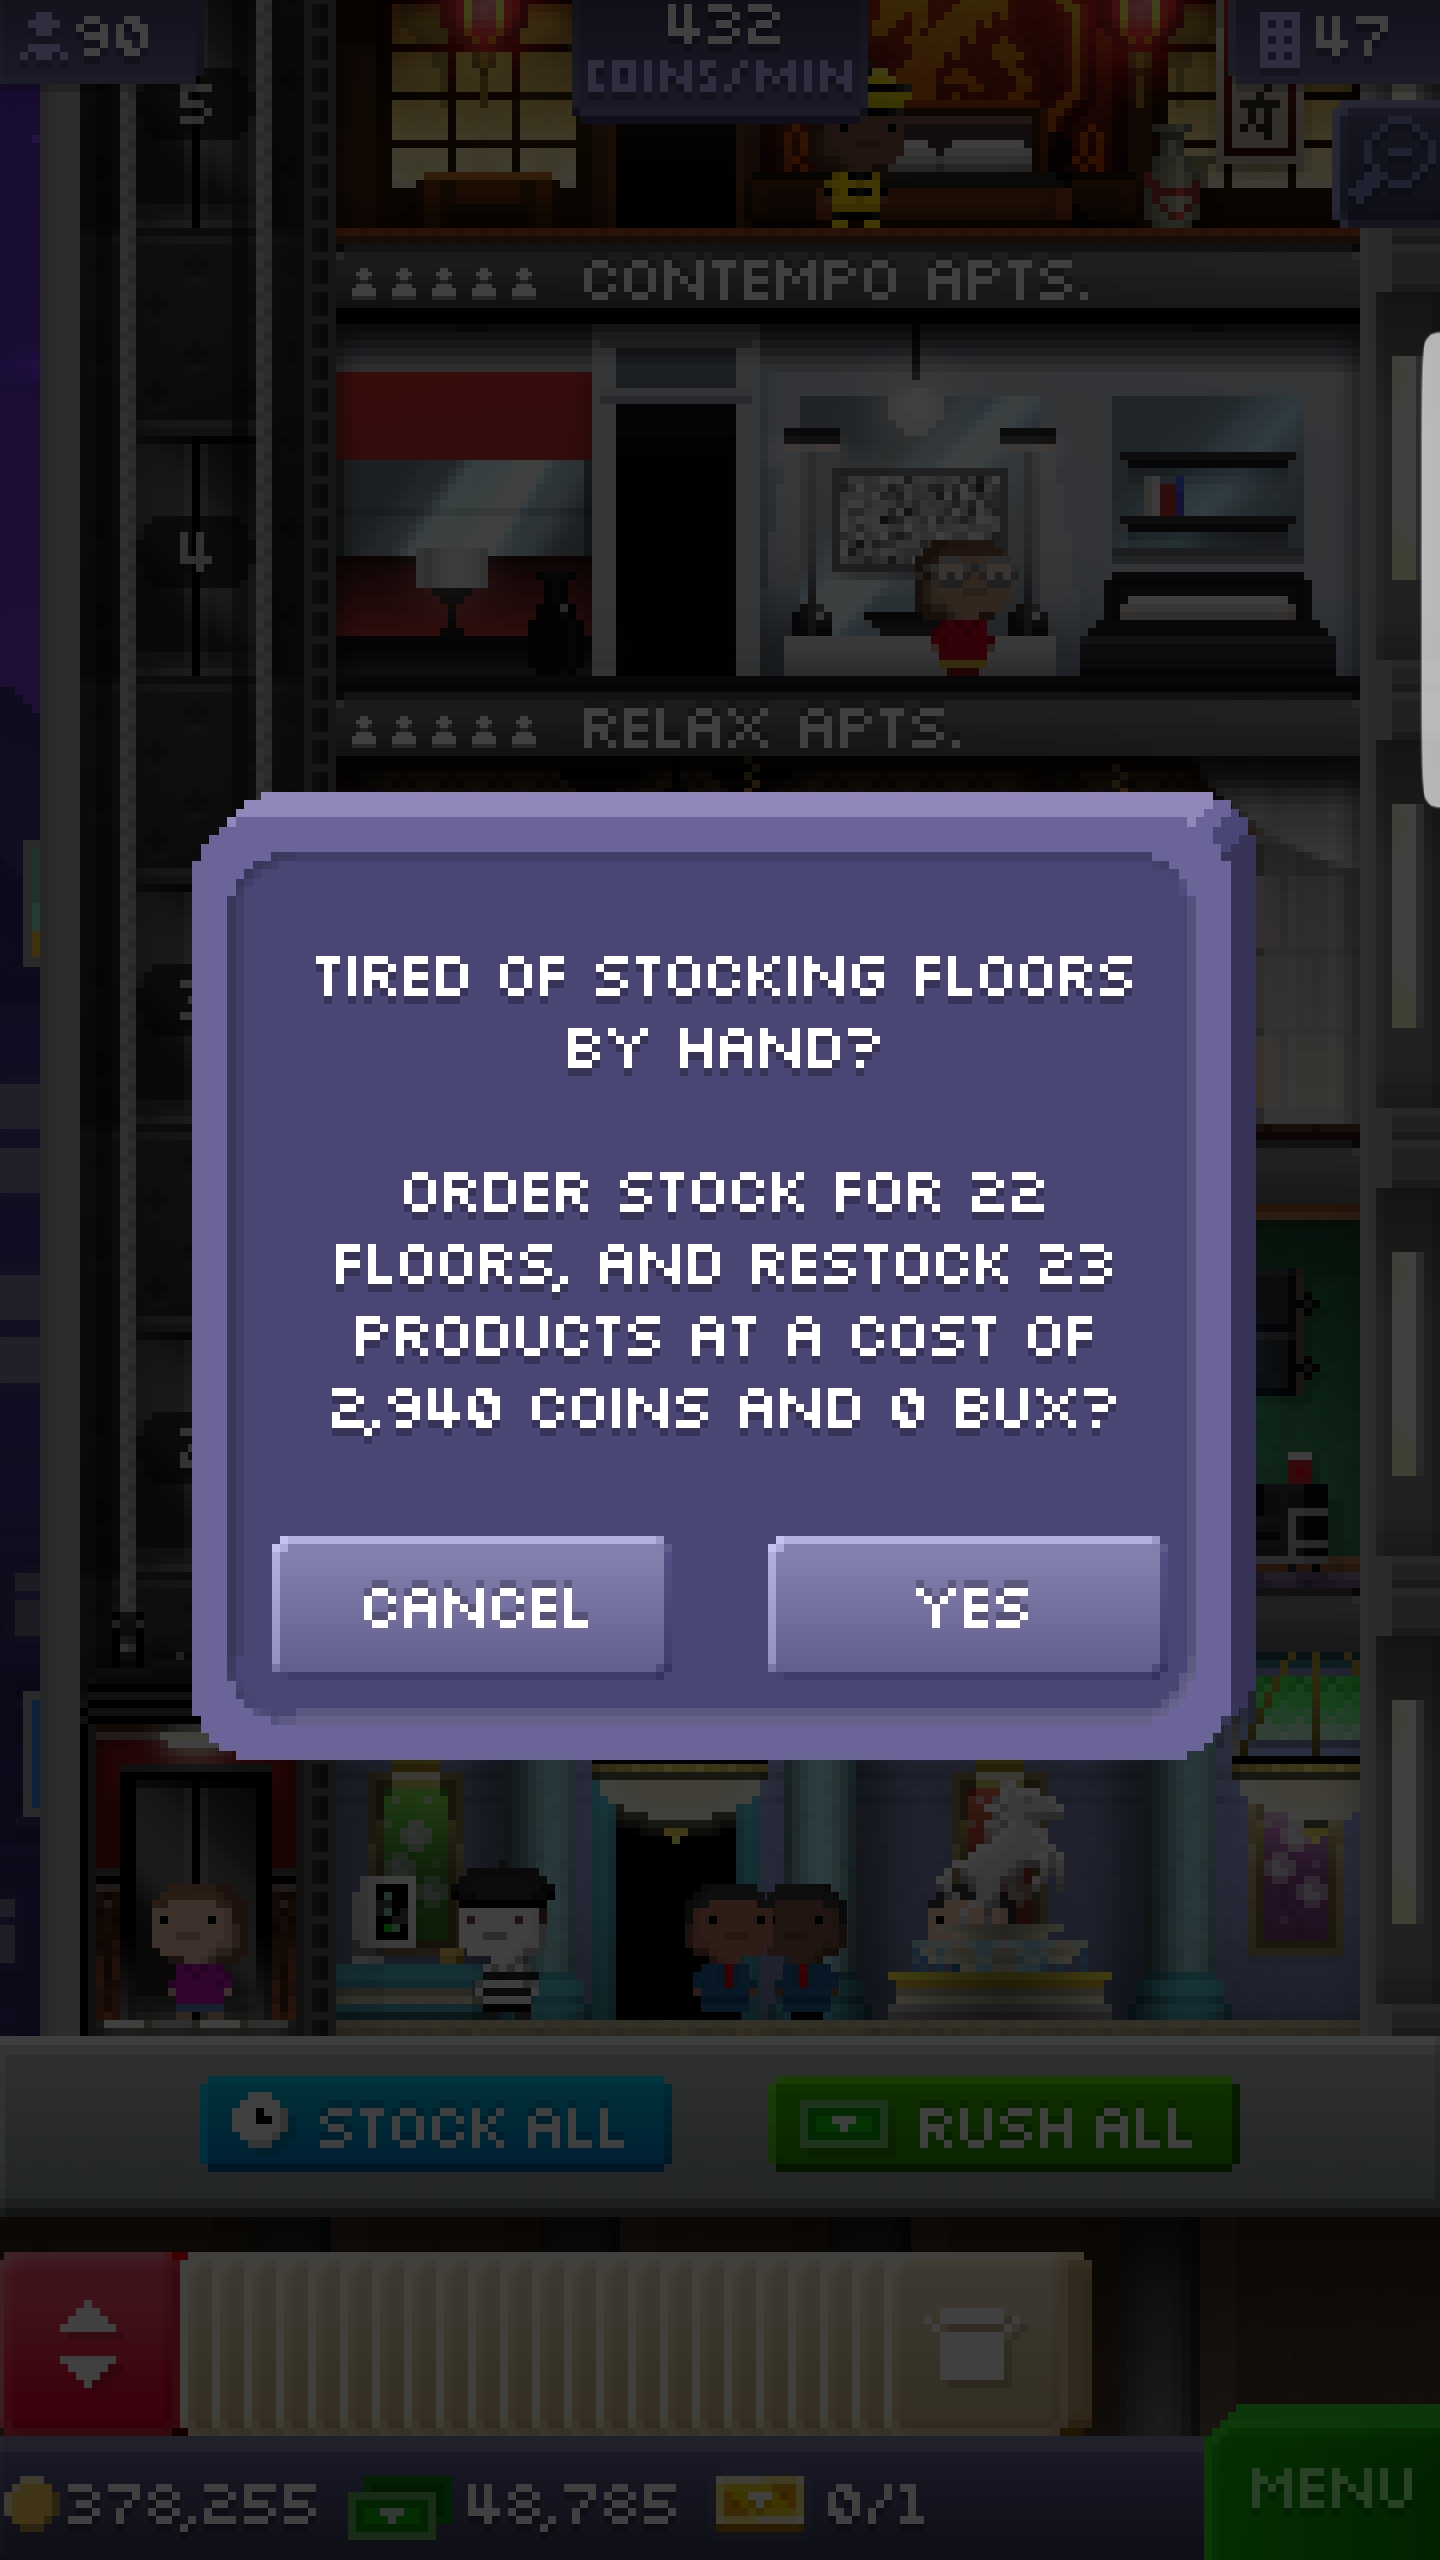 90
432
COINS/MIN
47
5
CONTEMPO APTS.
4
RELAX APTS.
TIRED OF STOCKING FLOORS
BY HAND?
ORDER STOCK FOR 22
FLOORS, AND RESTOCK 23
PRODUCTS AT A COST OF
2,940 COINS AND 0 BUX?
CANCEL
YES
STOCK ALL
RUSH ALL
378,255
48,785
0/1
MENU